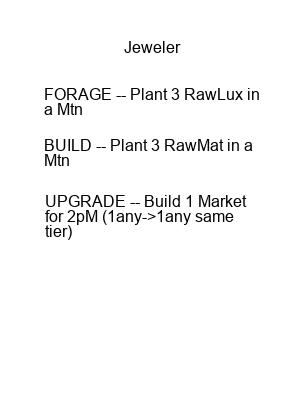 Jeweler
FORAGE -- Plant 3 RawLux in
a Mtn
BUILD -- Plant 3 RawMat in a
Mtn
UPGRADE -- Build 1 Market
for 2pM (1any->1any same
tier)